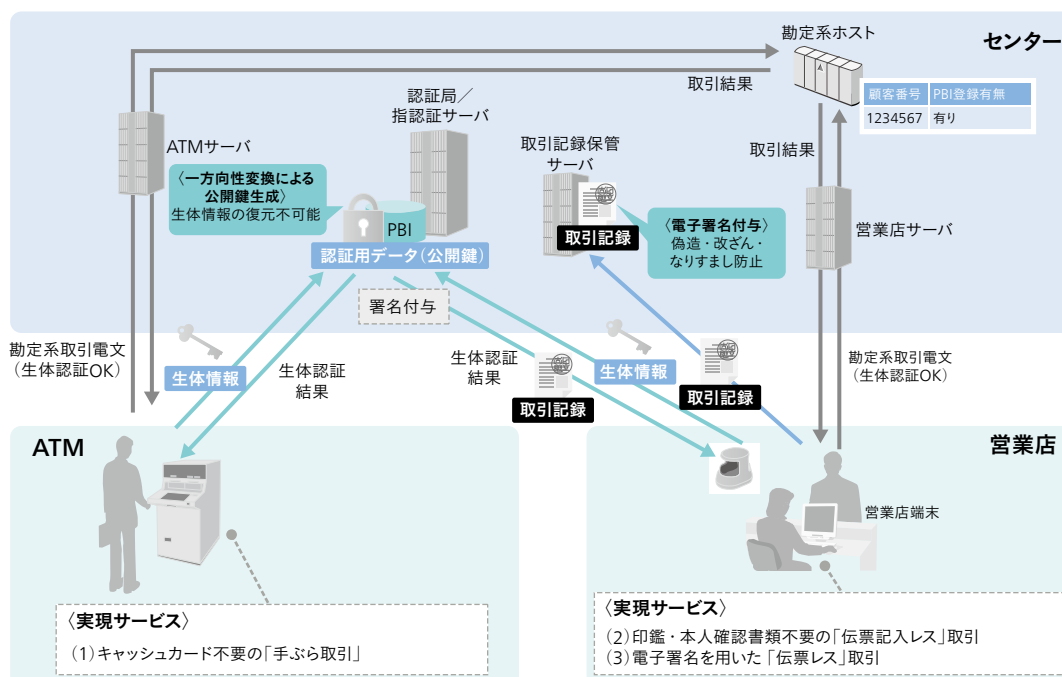 センター
勘定系ホスト
顧客番号 PBI登録有無
1234567 有り
取引結果
取引結果
ATMサーバ
認証局／
指認証サーバ
取引記録保管
サーバ
営業店サーバ
〈一方向性変換による
公開鍵生成〉
生体情報の復元不可能
PBI
認証用データ（公開鍵）
取引記録
〈電子署名付与〉
偽造・改ざん・
なりすまし防止
署名付与
勘定系取引電文
（生体認証OK）
生体情報
生体認証
結果
生体認証
結果
取引記録
生体情報
取引記録
勘定系取引電文
（生体認証OK）
ATM
営業店
営業店端末
〈実現サービス〉
（1）キャッシュカード不要の「手ぶら取引」
〈実現サービス〉
（2）印鑑・本人確認書類不要の「伝票記入レス」取引
（3）電子署名を用いた「伝票レス」取引